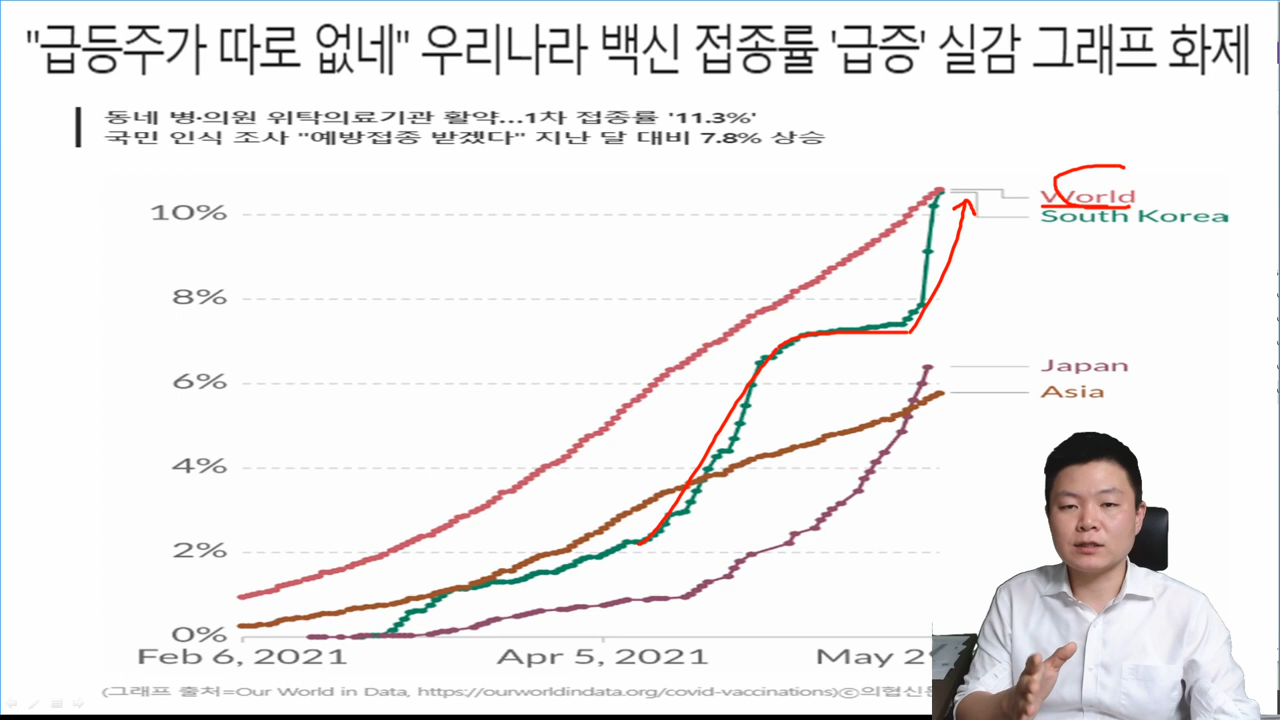 "급등주가 따로 없네" 우리나라 백신 접종률 '급증' 실감 그래프 화제
동네 병·의원 위탁의료기관 활약...1차 접종률 '11.3%'
국민 인식 조사 "예방접종 받겠다" 지난 달 대비 7.8% 상승
World
South Korea
10%
8%
Japan
6%
Asia
4%
2%
0%
Feb 6, 2021
Apr 5, 2021
May
(그래프 출처=Our World in Data, https://ourworldindata.org/covid-vaccinations)ⓒ의협신